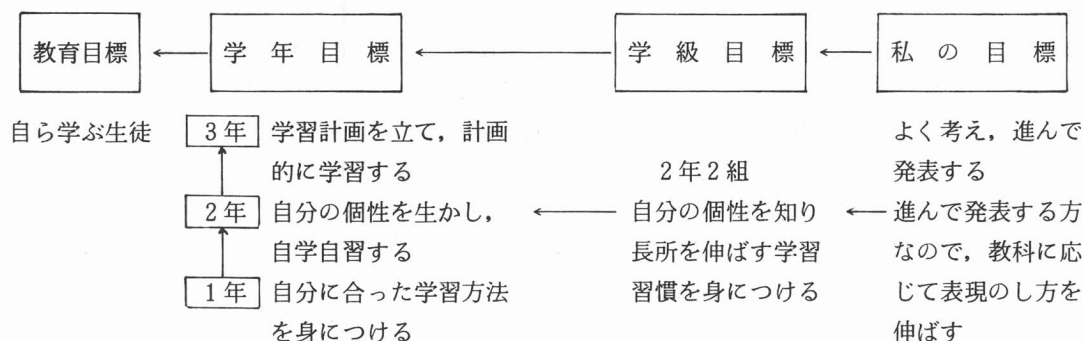 教育目標
学年目標
学級目標
私の目標
自ら学ぶ生徒
3年
学習計画を立て，計画
的に学習する
2年
自分の個性を生かし，
自学自習する
1年
自分に合った学習方法
を身につける
2年2組
自分の個性を知り
長所を伸ばす学習
習慣を身につける
よく考え，進んで
発表する
進んで発表する方
なので，教科に応
じて表現のし方を
伸ばす